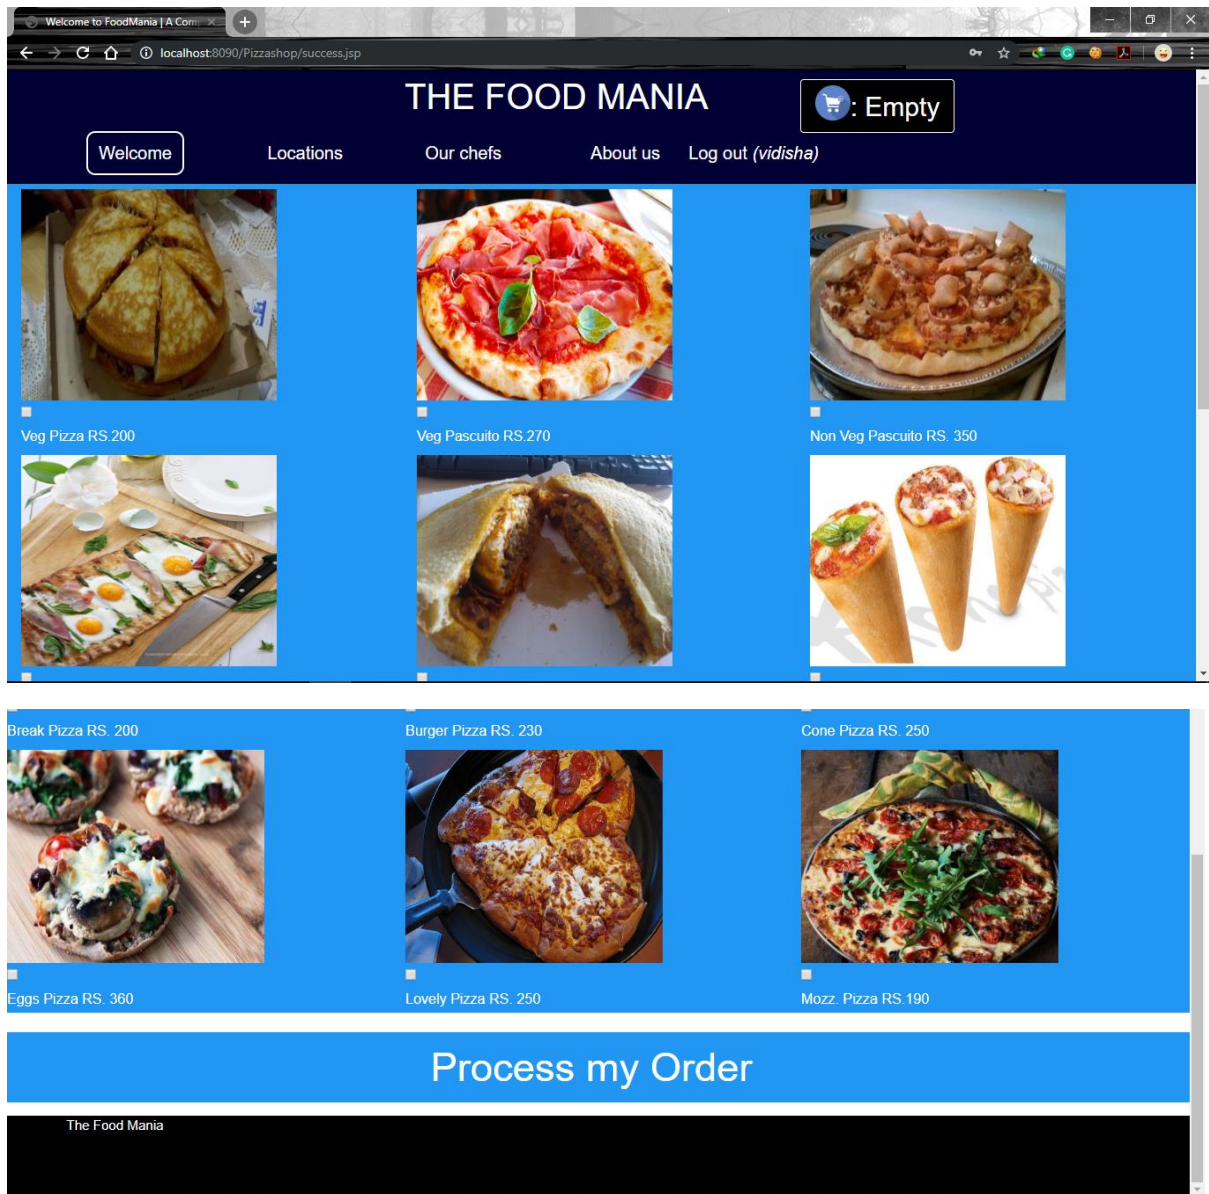 Welcome to FoodMania | A Com
localhost:8090/Pizzashop/success.jsp
THE FOOD MANIA
: Empty
Welcome Locations Our chefs About us Log out (vidisha)
Veg Pizza RS.200 Veg Pascuito RS.270 Non Veg Pascuito RS. 350
Break Pizza RS. 200 Burger Pizza RS. 230 Cone Pizza RS. 250
Eggs Pizza RS. 360 Lovely Pizza RS. 250 Mozz. Pizza RS.190
Process my Order
The Food Mania